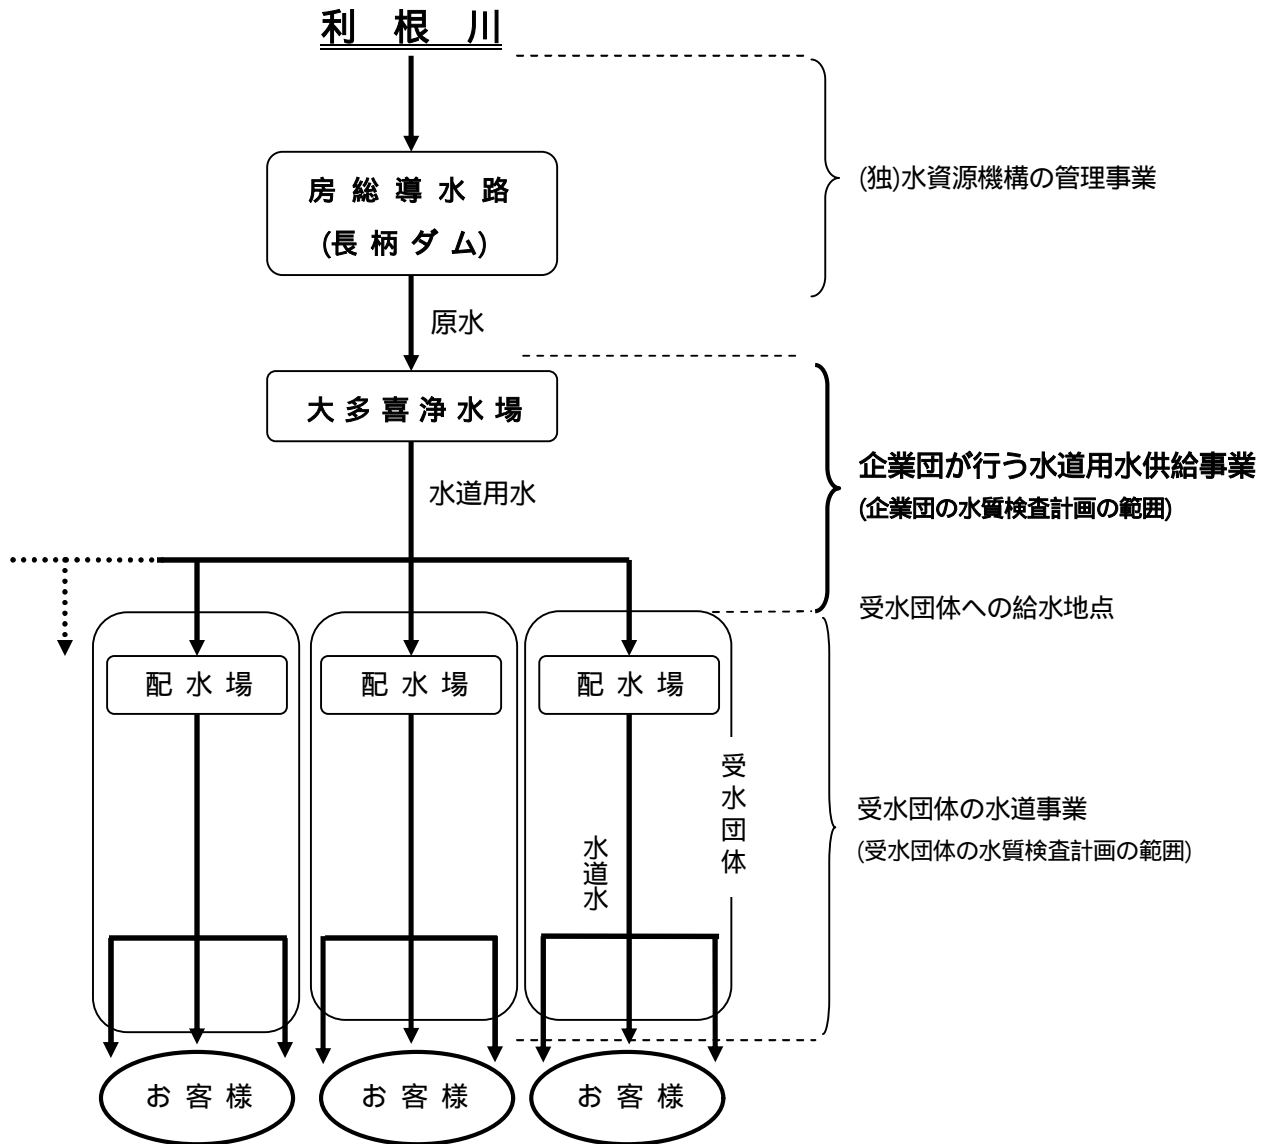 利 根 川
房 総 導 水 路
(長 柄 ダ ム)
(独)水資源機構の管理事業
原水
大 多 喜 浄 水 場
企業団が行う水道用水供給事業
(企業団の水質検査計画の範囲)
水道用水
受水団体への給水地点
配 水 場
配 水 場
配 水 場
受水団体
水道水
受水団体の水道事業
(受水団体の水質検査計画の範囲)
お 客 様
お 客 様
お 客 様